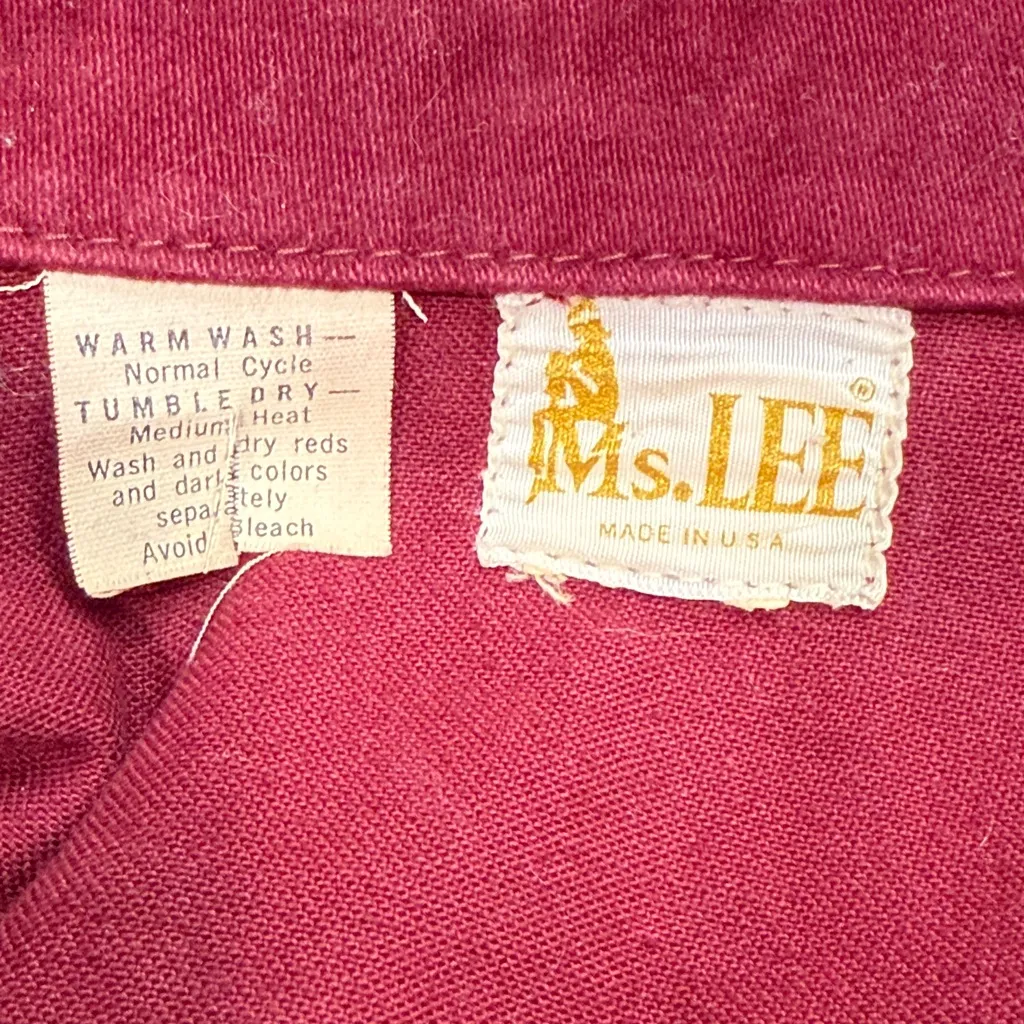 WARM WASH—
Normal Cycle
TUMBLE DRY—
Medium Heat
Wash and dry reds
and dark colors
separately
Avoid Bleach
Ms. LEE ®
MADE IN U S A